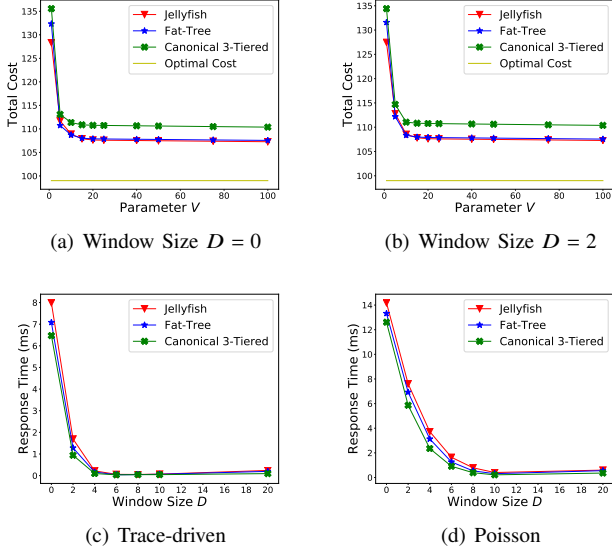 135
130
125
120
115
110
105
100
Total Cost
Jellyfish
Fat-Tree
Canonical 3-Tiered
Optimal Cost
0 20 40 60 80 100
Parameter V
(a) Window Size D = 0
135
130
125
120
115
110
105
100
Total Cost
Jellyfish
Fat-Tree
Canonical 3-Tiered
Optimal Cost
0 20 40 60 80 100
Parameter V
(b) Window Size D = 2
8
7
6
5
4
3
2
1
0
Response Time (ms)
Jellyfish
Fat-Tree
Canonical 3-Tiered
0 2 4 6 8 10 12 14 16 18 20
Window Size D
(c) Trace-driven
14
12
10
8
6
4
2
0
Response Time (ms)
Jellyfish
Fat-Tree
Canonical 3-Tiered
0 2 4 6 8 10 12 14 16 18 20
Window Size D
(d) Poisson